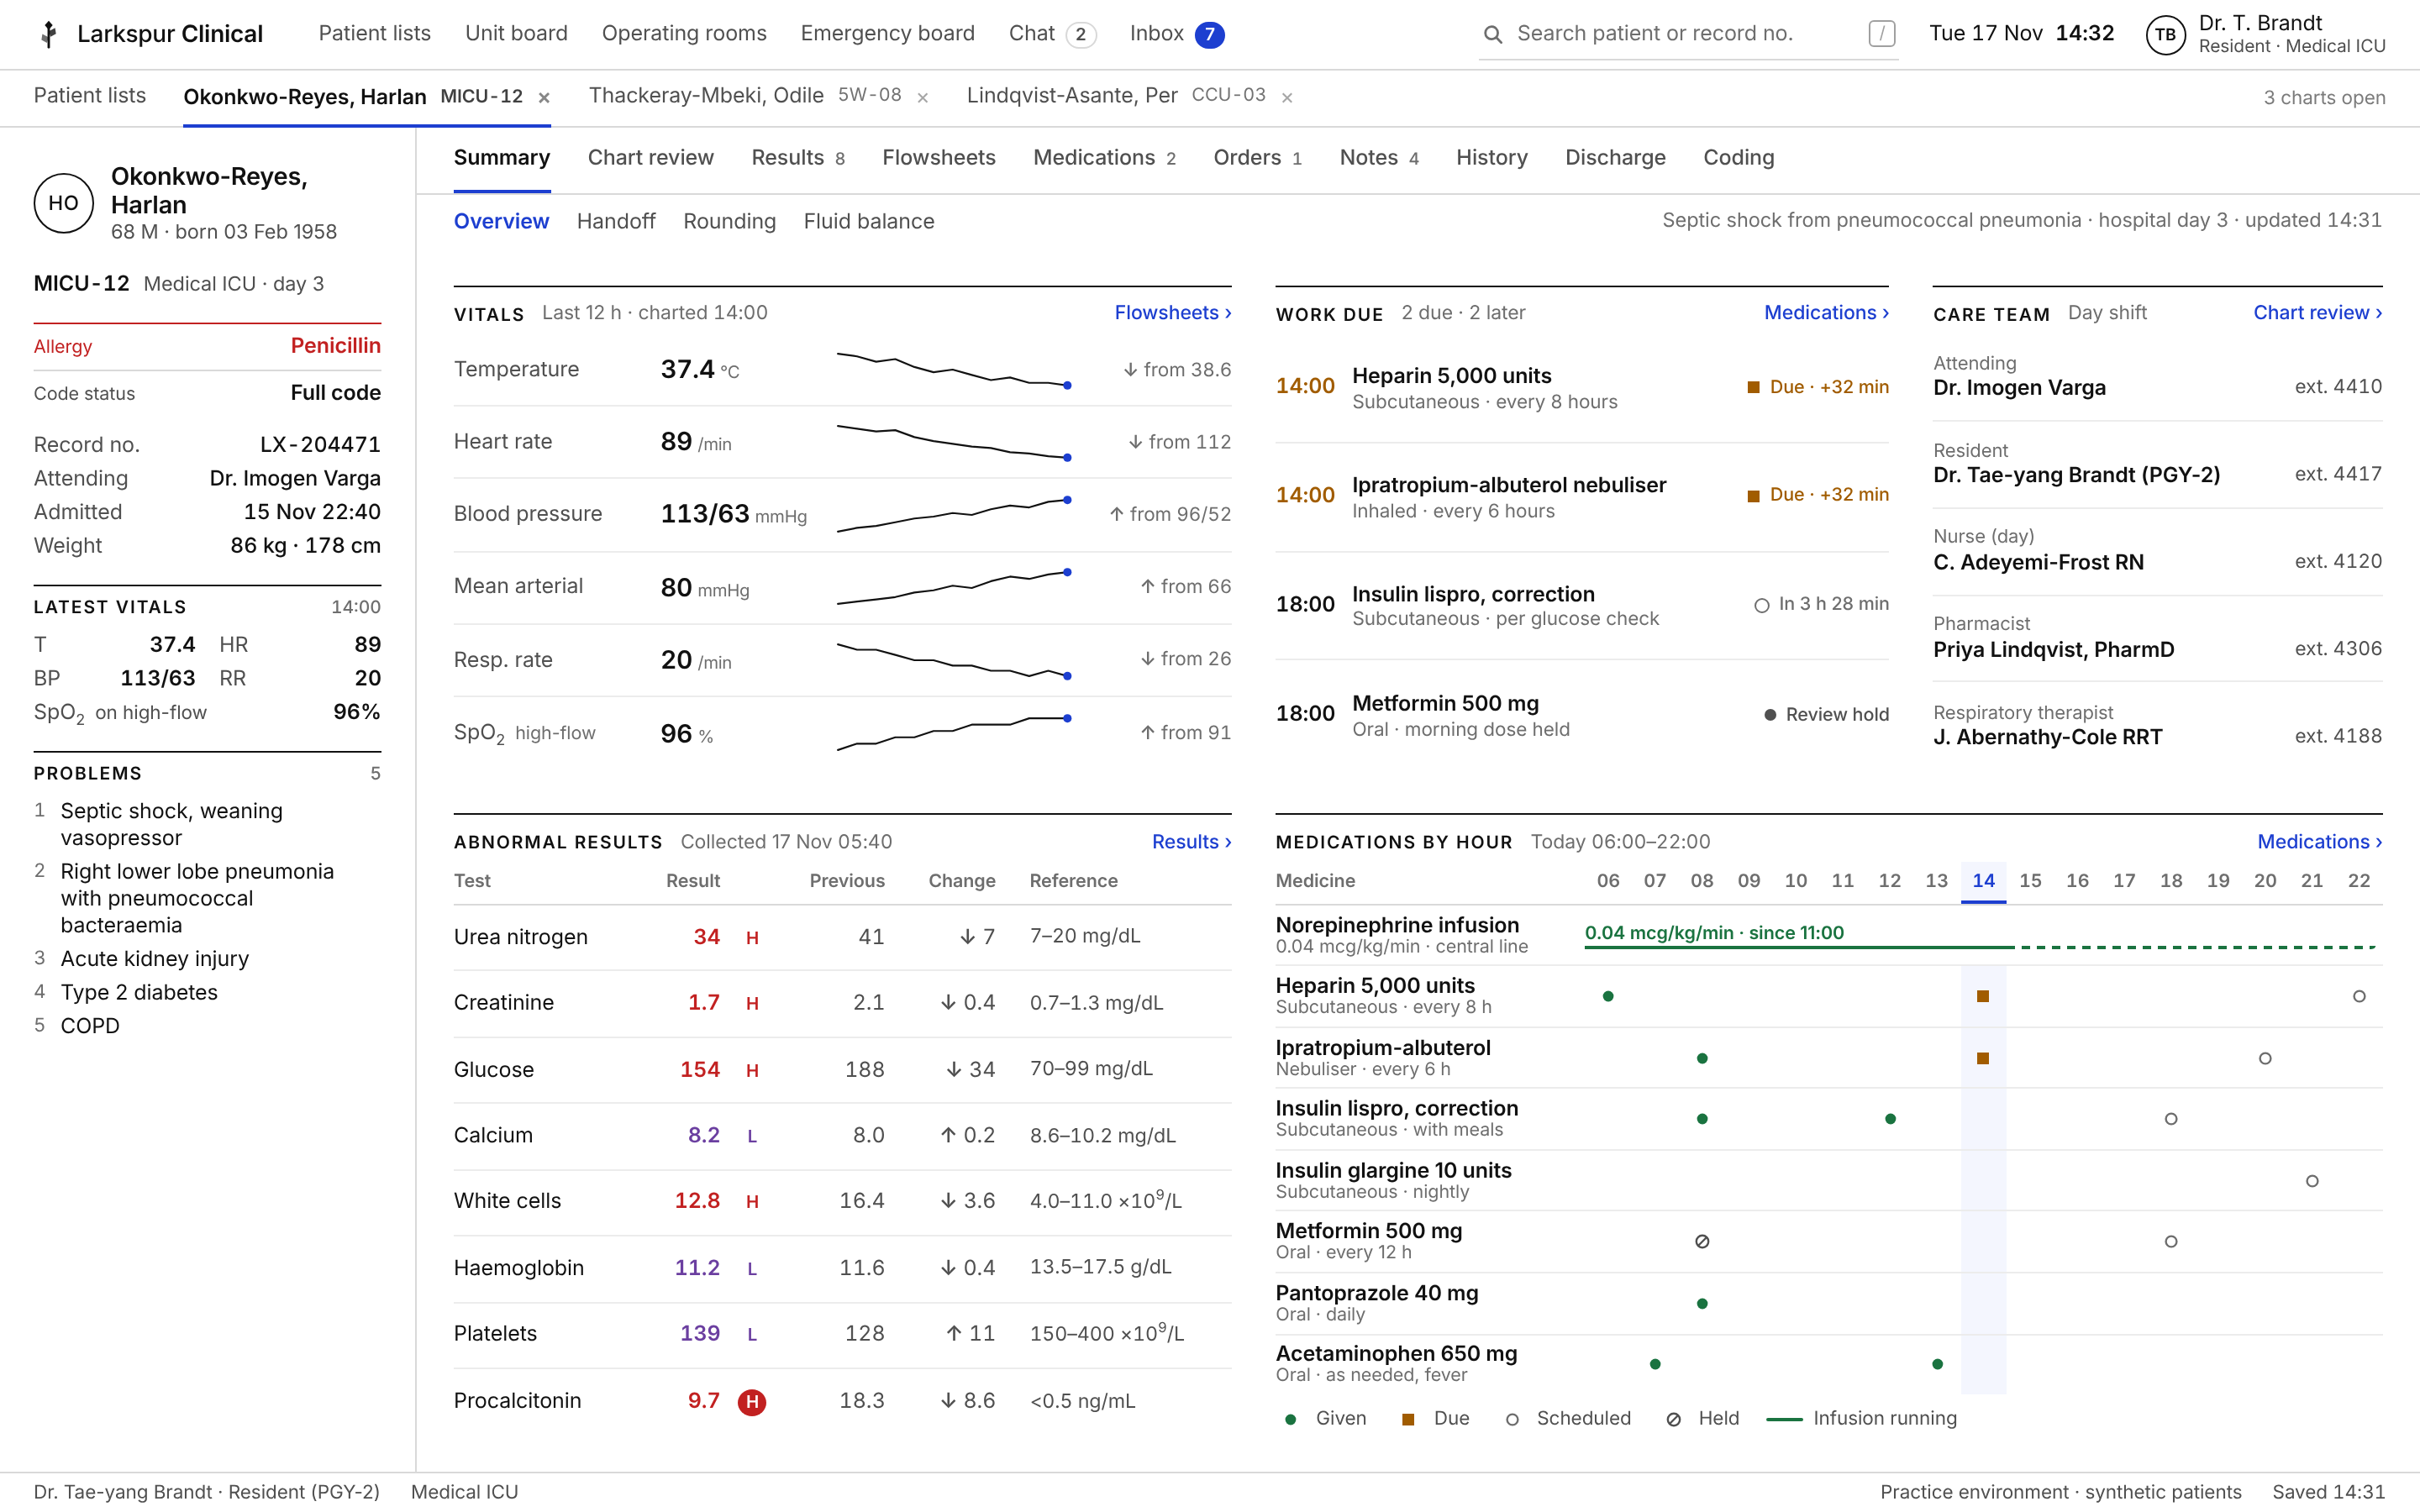 Larkspur Clinical
Patient lists
Unit board
Operating rooms
Emergency board
Chat 2
Inbox 7
Search patient or record no. /
Tue 17 Nov 14:32
TB
Dr. T. Brandt
Resident · Medical ICU
Patient lists
Okonkwo-Reyes, Harlan MICU-12 ×
Thackeray-Mbeki, Odile 5W-08 ×
Lindqvist-Asante, Per CCU-03 ×
3 charts open
HO
Okonkwo-Reyes,
Harlan
68 M · born 03 Feb 1958
MICU-12 Medical ICU · day 3
Allergy Penicillin
Code status Full code
Record no. LX-204471
Attending Dr. Imogen Varga
Admitted 15 Nov 22:40
Weight 86 kg · 178 cm
LATEST VITALS 14:00
T 37.4 HR 89
BP 113/63 RR 20
SpO2 on high-flow 96%
PROBLEMS 5
1 Septic shock, weaning
vasopressor
2 Right lower lobe pneumonia
with pneumococcal
bacteraemia
3 Acute kidney injury
4 Type 2 diabetes
5 COPD
Summary
Chart review
Results 8
Flowsheets
Medications 2
Orders 1
Notes 4
History
Discharge
Coding
Overview
Handoff
Rounding
Fluid balance
Septic shock from pneumococcal pneumonia · hospital day 3 · updated 14:31
VITALS Last 12 h · charted 14:00 Flowsheets ›
Temperature 37.4 °C ↓ from 38.6
Heart rate 89 /min ↓ from 112
Blood pressure 113/63 mmHg ↑ from 96/52
Mean arterial 80 mmHg ↑ from 66
Resp. rate 20 /min ↓ from 26
SpO2 high-flow 96 % ↑ from 91
WORK DUE 2 due · 2 later Medications ›
14:00 Heparin 5,000 units Due · +32 min
Subcutaneous · every 8 hours
14:00 Ipratropium-albuterol nebuliser Due · +32 min
Inhaled · every 6 hours
18:00 Insulin lispro, correction In 3 h 28 min
Subcutaneous · per glucose check
18:00 Metformin 500 mg Review hold
Oral · morning dose held
CARE TEAM Day shift Chart review ›
Attending
Dr. Imogen Varga ext. 4410
Resident
Dr. Tae-yang Brandt (PGY-2) ext. 4417
Nurse (day)
C. Adeyemi-Frost RN ext. 4120
Pharmacist
Priya Lindqvist, PharmD ext. 4306
Respiratory therapist
J. Abernathy-Cole RRT ext. 4188
ABNORMAL RESULTS Collected 17 Nov 05:40 Results ›
Test Result Previous Change Reference
Urea nitrogen 34 H 41 ↓ 7 7–20 mg/dL
Creatinine 1.7 H 2.1 ↓ 0.4 0.7–1.3 mg/dL
Glucose 154 H 188 ↓ 34 70–99 mg/dL
Calcium 8.2 L 8.0 ↑ 0.2 8.6–10.2 mg/dL
White cells 12.8 H 16.4 ↓ 3.6 4.0–11.0 ×10⁹/L
Haemoglobin 11.2 L 11.6 ↓ 0.4 13.5–17.5 g/dL
Platelets 139 L 128 ↑ 11 150–400 ×10⁹/L
Procalcitonin 9.7 H 18.3 ↓ 8.6 <0.5 ng/mL
MEDICATIONS BY HOUR Today 06:00–22:00 Medications ›
Medicine 06 07 08 09 10 11 12 13 14 15 16 17 18 19 20 21 22
Norepinephrine infusion
0.04 mcg/kg/min · central line
0.04 mcg/kg/min · since 11:00
Heparin 5,000 units
Subcutaneous · every 8 h
Ipratropium-albuterol
Nebuliser · every 6 h
Insulin lispro, correction
Subcutaneous · with meals
Insulin glargine 10 units
Subcutaneous · nightly
Metformin 500 mg
Oral · every 12 h
Pantoprazole 40 mg
Oral · daily
Acetaminophen 650 mg
Oral · as needed, fever
Given Due Scheduled Held Infusion running
Dr. Tae-yang Brandt · Resident (PGY-2) Medical ICU
Practice environment · synthetic patients Saved 14:31